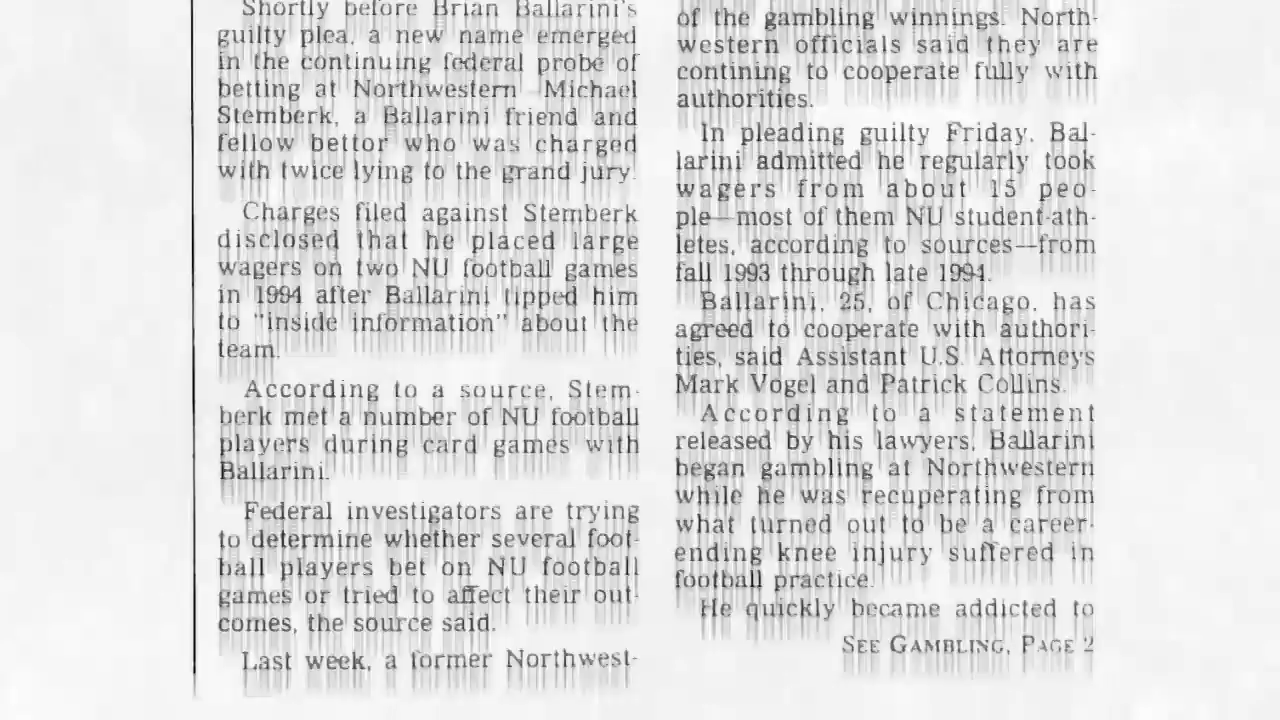 Shortly before Brian Ballarini's
guilty plea, a new name emerged
in the continuing federal probe of
betting at Northwestern Michael
Stemberk, a Ballarini friend and
fellow bettor who was charged
with twice lying to the grand jury.
Charges filed against Stemberk
disclosed that he placed large
wagers on two NU football games
in 1994 after Ballarini tipped him
to "inside information" about the
team.
According to a source, Stem-
berk met a number of NU football
players during card games with
Ballarini.
Federal investigators are trying
to determine whether several foot-
ball players bet on NU football
games or tried to affect their out-
comes, the source said.
Last week, a former Northwest-
of the gambling winnings. North-
western officials said they are
contining to cooperate fully with
authorities.
In pleading guilty Friday, Bal-
larini admitted he regularly took
wagers from about 15 peo-
ple—most of them NU student-ath-
letes, according to sources—from
fall 1993 through late 1994.
Ballarini, 25, of Chicago, has
agreed to cooperate with authori-
ties, said Assistant U.S. Attorneys
Mark Vogel and Patrick Collins.
According to a statement
released by his lawyers, Ballarini
began gambling at Northwestern
while he was recuperating from
what turned out to be a career-
ending knee injury suffered in
football practice.
He quickly became addicted to
SEE GAMBLING, PAGE 2